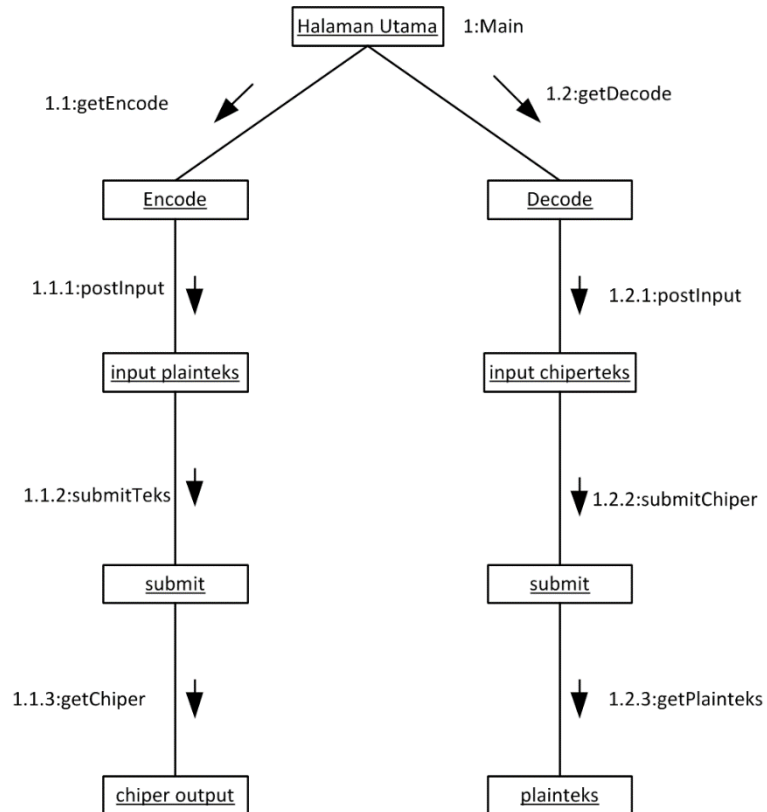 Halaman Utama
1:Main
1.1:getEncode
1.2:getDecode
Encode
Decode
1.1.1:postInput
1.2.1:postInput
input plainteks
input chiperteks
1.1.2:submitTeks
1.2.2:submitChiper
submit
submit
1.1.3:getChiper
1.2.3:getPlainteks
chiper output
plainteks